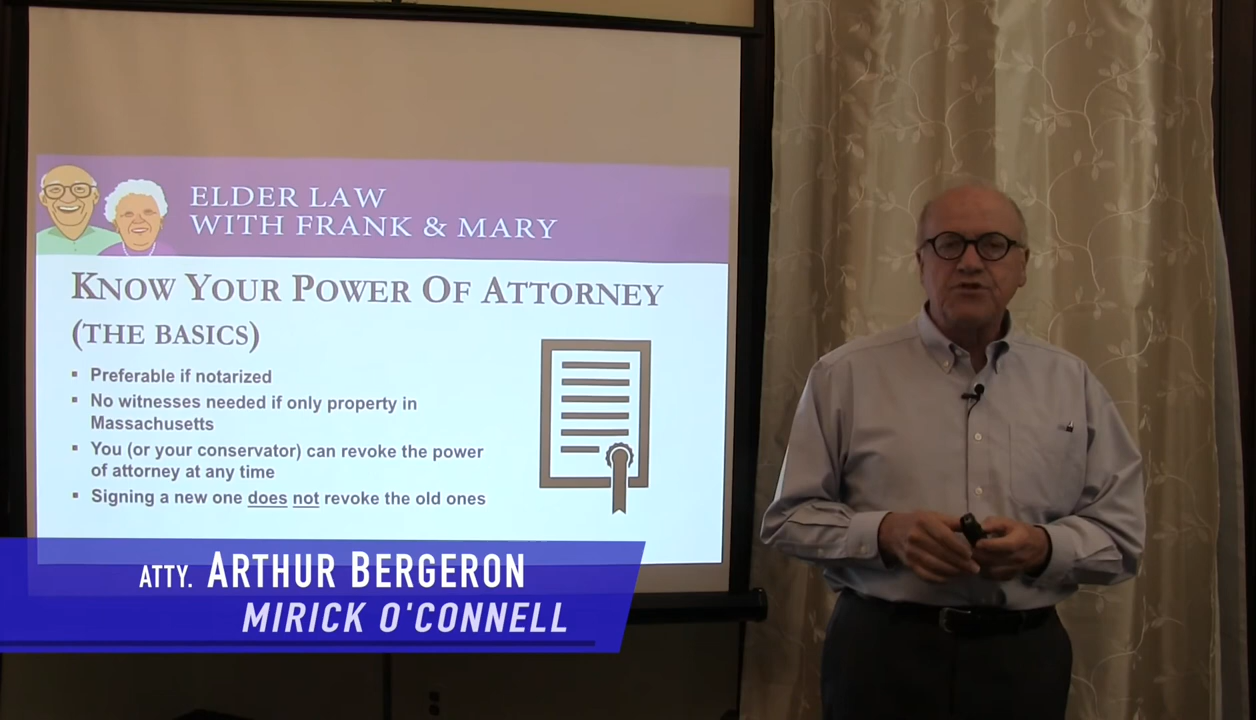 ELDER LAW
WITH FRANK & MARY
KNOW YOUR POWER OF ATTORNEY
(THE BASICS)
▪ Preferable if notarized
▪ No witnesses needed if only property in
Massachusetts
▪ You (or your conservator) can revoke the power
of attorney at any time
▪ Signing a new one does not revoke the old ones
ATTY. ARTHUR BERGERON
MIRICK O'CONNELL